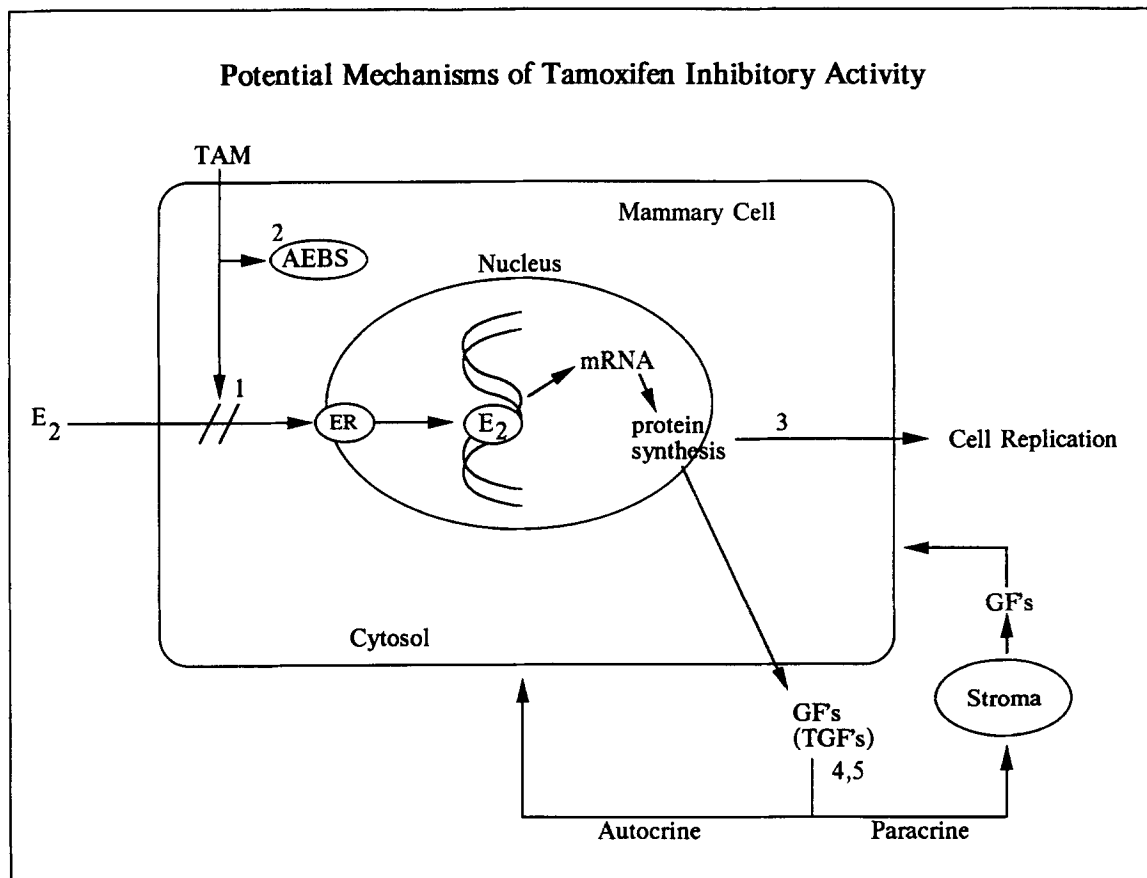 Potential Mechanisms of Tamoxifen Inhibitory Activity
TAM
Mammary Cell
2
AEBS
Nucleus
mRNA
1
E2
ER
E2
protein
synthesis
3
Cell Replication
GF's
Cytosol
Stroma
GF's
(TGF's)
4,5
Autocrine
Paracrine